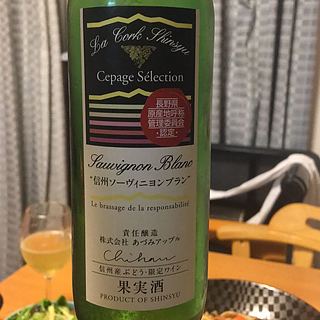 La Cork Shinsyu
Cepage Sélection
長野県
原産地呼称
管理委員会
・認定・
Sauvignon Blanc
"信州ソーヴィニヨンブラン"
Le brassage de la responsabilité
責任醸造
株式会社 あづみアップル
信州産ぶどう・限定ワイン
果実酒
PRODUCT OF SHINSYU